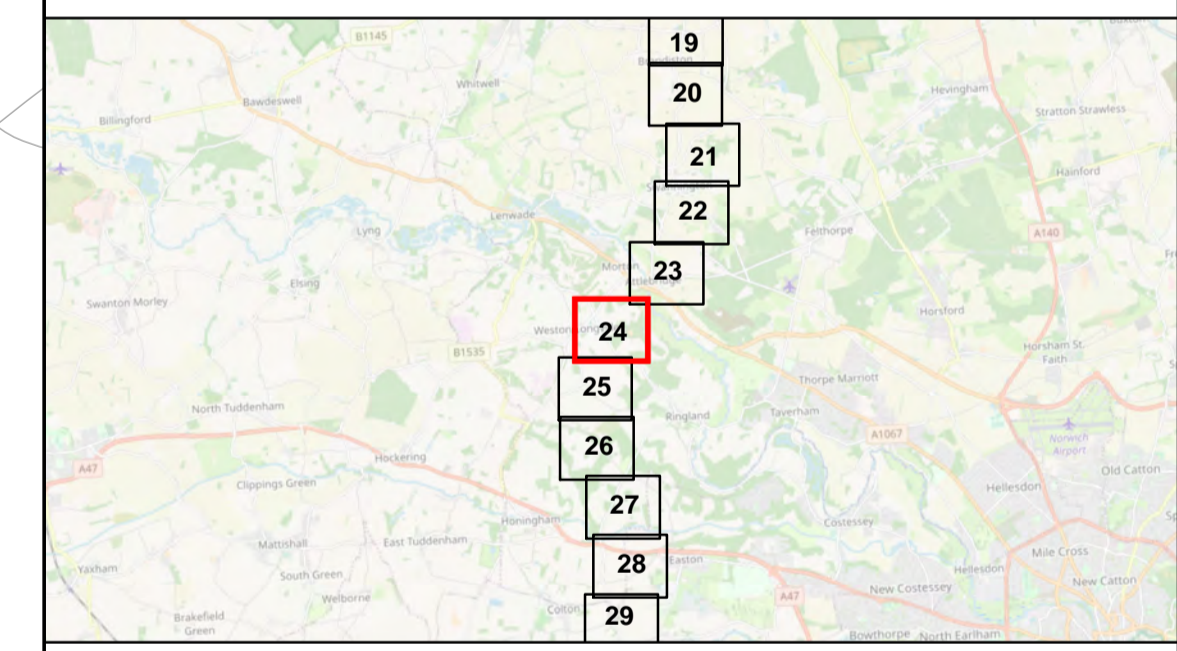 19
B1145
Whitwell
20
Hevingham
Bawdeswell
Stratton Strawless
Billingford
21
Hainford
22
Lenwade
Lyng
Felthorpe
A140
Morton
23
Attlebridge
Elsing
Swanton Morley
Horsford
24
Horsham St.
Faith
B1535
Thorpe Marriott
25
North Tuddenham
Ringland
Taverham
A1067
Norwich
Airport
26
Hockering
A47
Old Catton
Clippings Green
Hellesdon
27
Honingham
Costessey
Mattishall
East Tuddenham
Mile Cross
28
Easton
Yaxham
South Green
Hellesdon
New Catton
New Costessey
A47
Welborne
Colton
29
Brakefield
Green
Bowthorpe
North Earlham